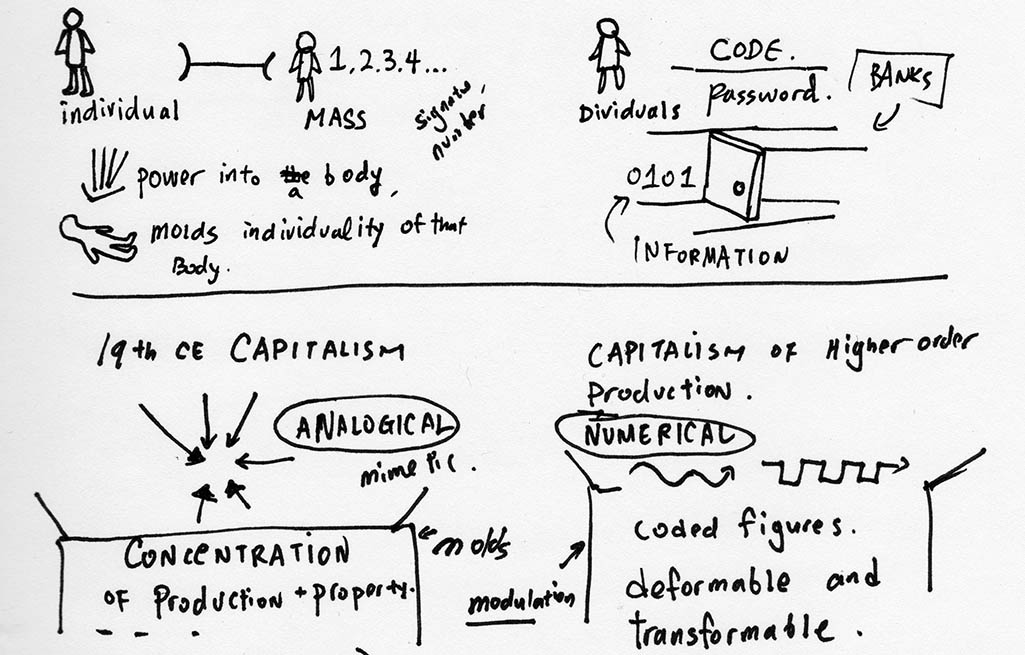 individual
MASS
1, 2. 3. 4 ...
signatu,
number
power into the a body,
molds individuality of that
Body.
Dividuals
CODE.
password.
BANKS
0101
INFORMATION
19th CE CAPITALISM
ANALOGICAL
mimetic.
CONCENTRATION
OF Production + property.
molds
CAPITALISM OF Higher order
Production.
NUMERICAL
modulation
coded figures.
deformable and
transformable.